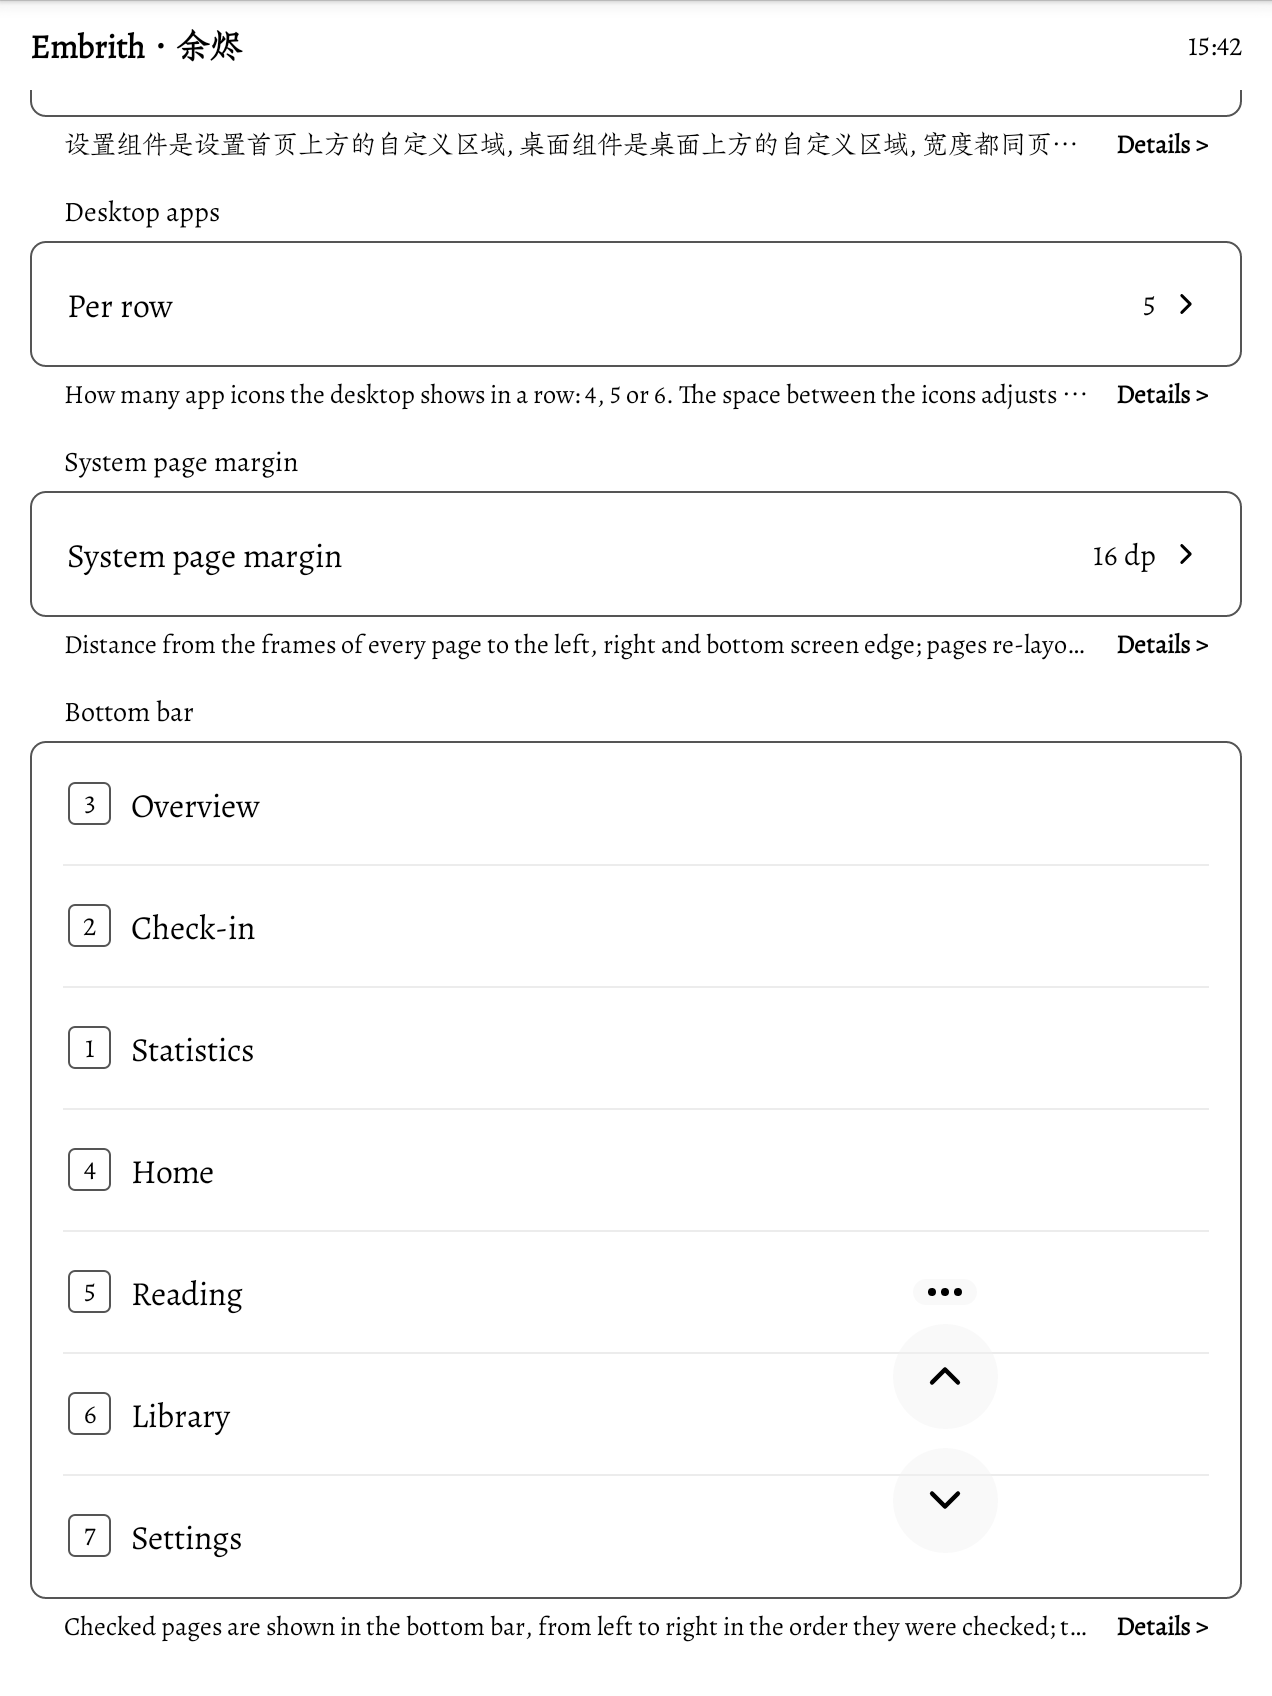 Embrith · 余烬
15:42
设置组件是设置首页上方的自定义区域, 桌面组件是桌面上方的自定义区域, 宽度都同页… Details >
Desktop apps
Per row 5 >
How many app icons the desktop shows in a row: 4, 5 or 6. The space between the icons adjusts … Details >
System page margin
System page margin 16 dp >
Distance from the frames of every page to the left, right and bottom screen edge; pages re-layo... Details >
Bottom bar
3 Overview
2 Check-in
1 Statistics
4 Home
5 Reading
6 Library
7 Settings
Checked pages are shown in the bottom bar, from left to right in the order they were checked; t... Details >